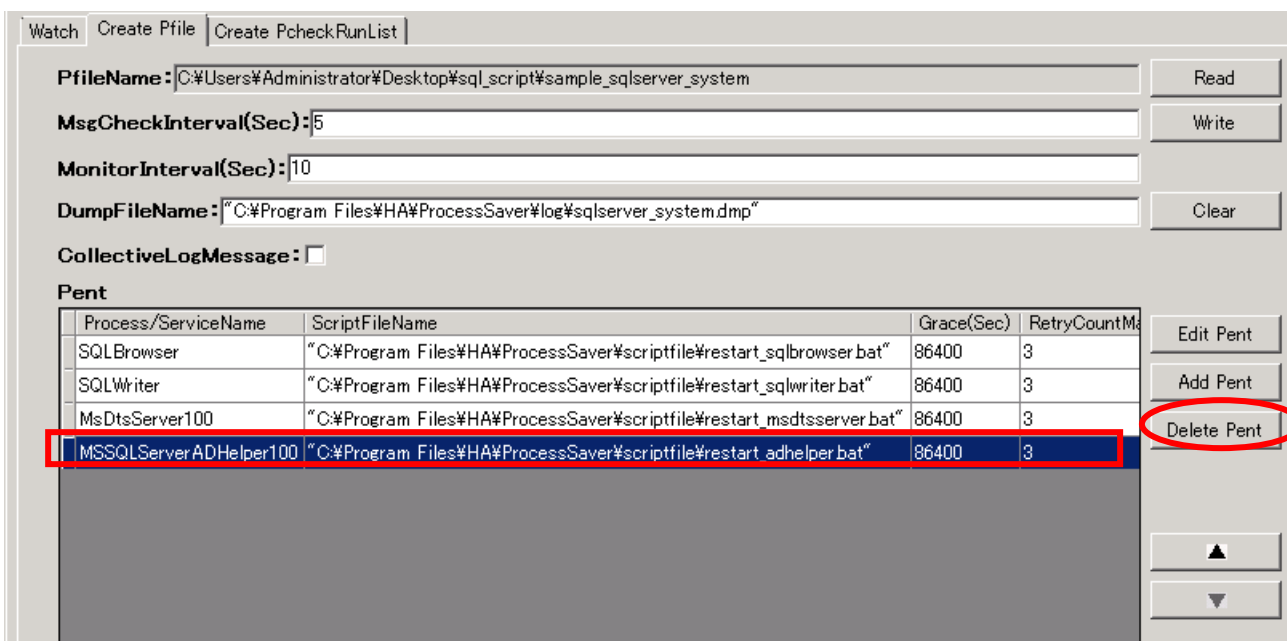 Watch Create Pfile Create PcheckRunList
PfileName: C:¥Users¥Administrator¥Desktop¥sql_script¥sample_sqlserver_system Read
MsgCheckInterval(Sec): 5 Write
MonitorInterval(Sec): 10
DumpFileName: "C:¥Program Files¥HA¥ProcessSaver¥log¥sqlserver_system.dmp" Clear
CollectiveLogMessage:
Pent
Process/ServiceName ScriptFileName Grace(Sec) RetryCountMa
Edit Pent
SQLBrowser "C:¥Program Files¥HA¥ProcessSaver¥scriptfile¥restart_sqlbrowser.bat" 86400 3
SQLWriter "C:¥Program Files¥HA¥ProcessSaver¥scriptfile¥restart_sqlwriter.bat" 86400 3 Add Pent
MsDtsServer100 "C:¥Program Files¥HA¥ProcessSaver¥scriptfile¥restart_msdtsserver.bat" 86400 3
Delete Pent
MSSQLServerADHelper100 "C:¥Program Files¥HA¥ProcessSaver¥scriptfile¥restart_adhelper.bat" 86400 3